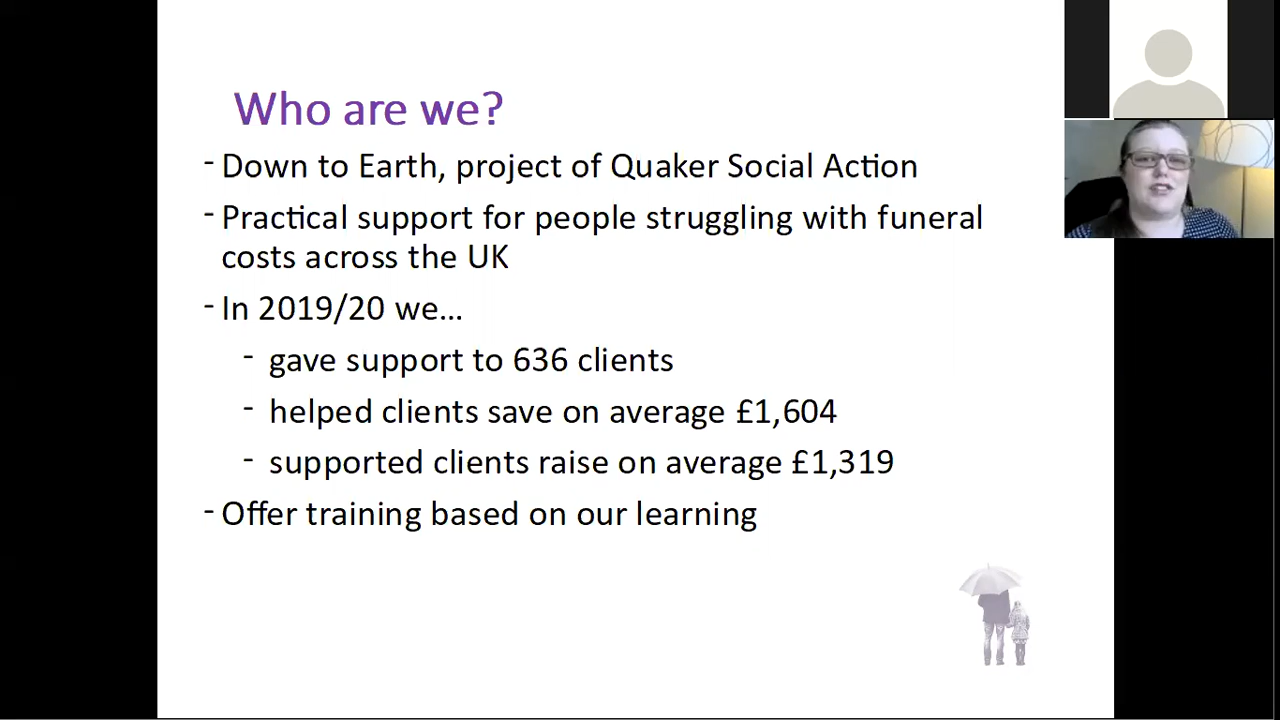 Who are we?
- Down to Earth, project of Quaker Social Action
- Practical support for people struggling with funeral
costs across the UK
- In 2019/20 we…
- gave support to 636 clients
- helped clients save on average £1,604
- supported clients raise on average £1,319
- Offer training based on our learning